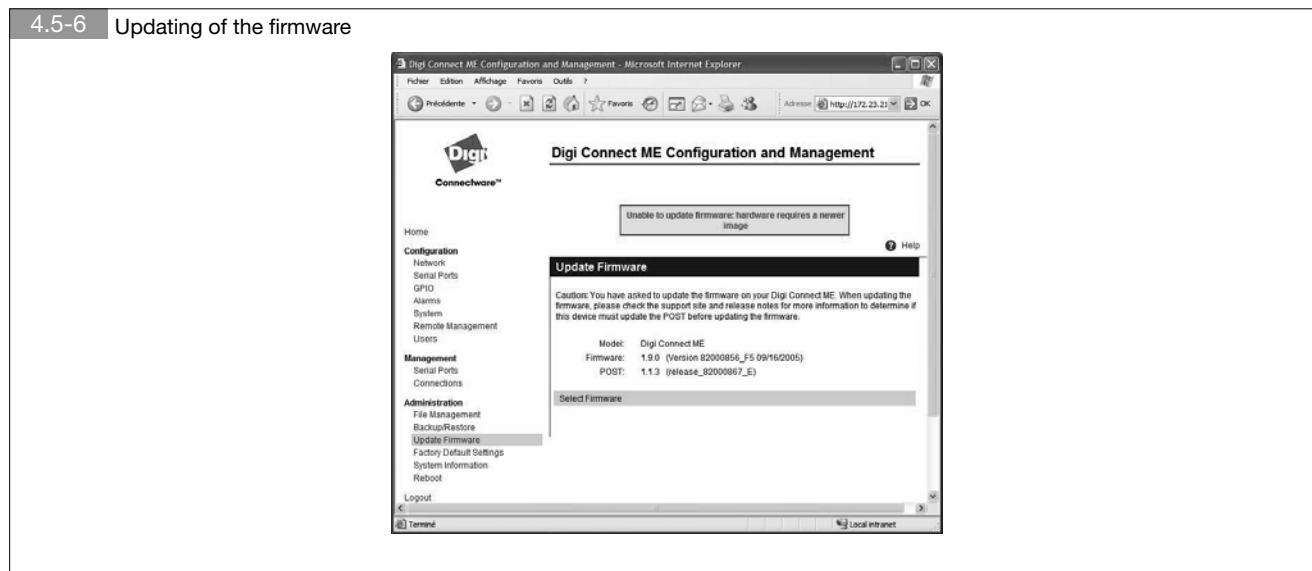 4.5-6 Updating of the firmware
Digi Connect ME Configuration and Management - Microsoft Internet Explorer
Fichier Edition Affichage Favoris Outils ?
Précédente Favoris Adresse http://172.23.21 OK
Digi
Connectware™
Digi Connect ME Configuration and Management
Unable to update firmware: hardware requires a newer
image
Help
Home
Configuration
Network
Serial Ports
GPIO
Alarms
System
Remote Management
Users
Management
Serial Ports
Connections
Administration
File Management
Backup/Restore
Update Firmware
Factory Default Settings
System Information
Reboot
Logout
Update Firmware
Caution: You have asked to update the firmware on your Digi Connect ME. When updating the
firmware, please check the support site and release notes for more information to determine if
this device must update the POST before updating the firmware.
Model: Digi Connect ME
Firmware: 1.9.0 (Version 82000856_F5 09/16/2005)
POST: 1.1.3 (release_82000867_E)
Select Firmware
Terminé Local intranet